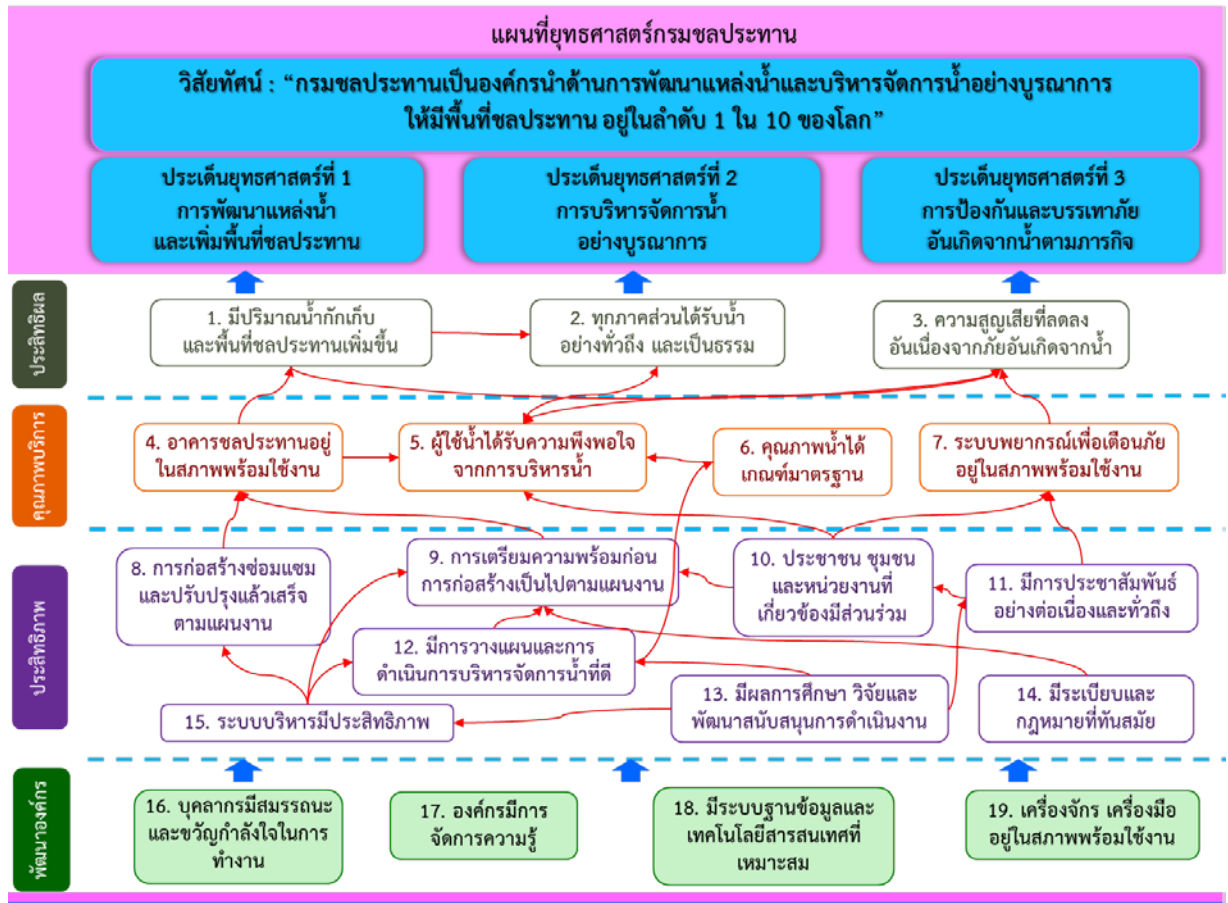 แผนที่ยุทธศาสตร์กรมชลประทาน
วิสัยทัศน์ : “กรมชลประทานเป็นองค์กรนำด้านการพัฒนาแหล่งน้ำและบริหารจัดการน้ำอย่างบูรณาการ
ให้มีพื้นที่ชลประทาน อยู่ในลำดับ 1 ใน 10 ของโลก”
ประเด็นยุทธศาสตร์ที่ 1
การพัฒนาแหล่งน้ำ
และเพิ่มพื้นที่ชลประทาน
ประเด็นยุทธศาสตร์ที่ 2
การบริหารจัดการน้ำ
อย่างบูรณาการ
ประเด็นยุทธศาสตร์ที่ 3
การป้องกันและบรรเทาภัย
อันเกิดจากน้ำตามภารกิจ
ประสิทธิผล
1. มีปริมาณน้ำกักเก็บ
และพื้นที่ชลประทานเพิ่มขึ้น
2. ทุกภาคส่วนได้รับน้ำ
อย่างทั่วถึง และเป็นธรรม
3. ความสูญเสียที่ลดลง
อันเนื่องจากภัยอันเกิดจากน้ำ
คุณภาพบริการ
4. อาคารชลประทานอยู่
ในสภาพพร้อมใช้งาน
5. ผู้ใช้น้ำได้รับความพึงพอใจ
จากการบริหารน้ำ
6. คุณภาพน้ำได้
เกณฑ์มาตรฐาน
7. ระบบพยากรณ์เพื่อเตือนภัย
อยู่ในสภาพพร้อมใช้งาน
ประสิทธิภาพ
8. การก่อสร้างซ่อมแซม
และปรับปรุงแล้วเสร็จ
ตามแผนงาน
9. การเตรียมความพร้อมก่อน
การก่อสร้างเป็นไปตามแผนงาน
10. ประชาชน ชุมชน
และหน่วยงานที่
เกี่ยวข้องมีส่วนร่วม
11. มีการประชาสัมพันธ์
อย่างต่อเนื่องและทั่วถึง
12. มีการวางแผนและการ
ดำเนินการบริหารจัดการน้ำที่ดี
13. มีผลการศึกษา วิจัยและ
พัฒนาสนับสนุนการดำเนินงาน
14. มีระเบียบและ
กฎหมายที่ทันสมัย
15. ระบบบริหารมีประสิทธิภาพ
พัฒนาองค์กร
16. บุคลากรมีสมรรถนะ
และขวัญกำลังใจในการ
ทำงาน
17. องค์กรมีการ
จัดการความรู้
18. มีระบบฐานข้อมูลและ
เทคโนโลยีสารสนเทศที่
เหมาะสม
19. เครื่องจักร เครื่องมือ
อยู่ในสภาพพร้อมใช้งาน